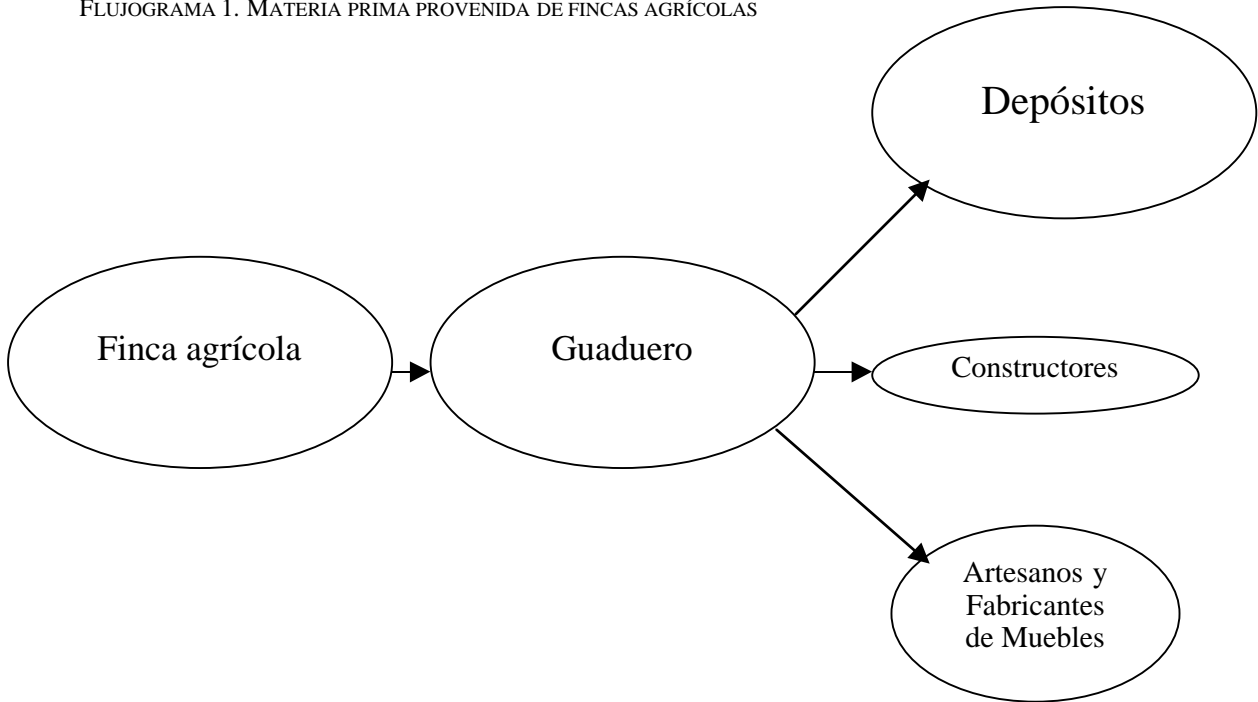 FLUJOGRAMA 1. MATERIA PRIMA PROVENIDA DE FINCAS AGRÍCOLAS
Depósitos
Finca agrícola
Guaduero
Constructores
Artesanos y
Fabricantes
de Muebles